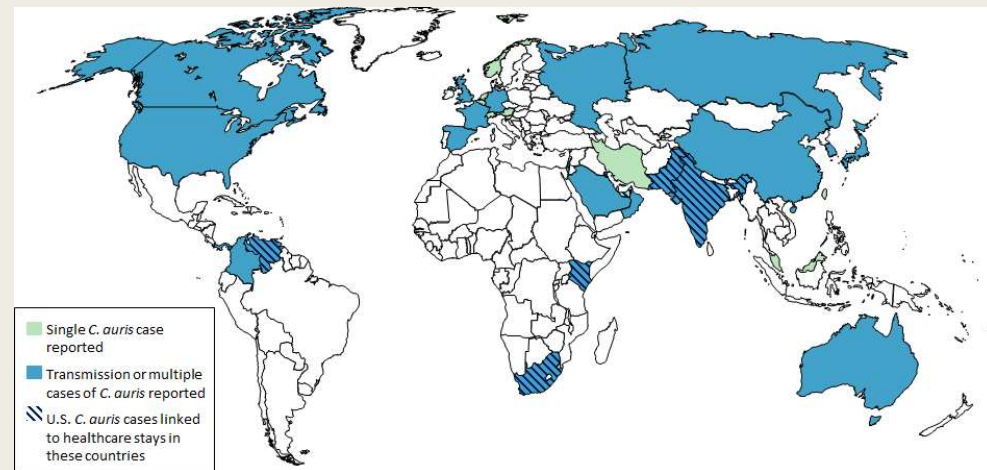 Single C. auris case
reported
Transmission or multiple
cases of C. auris reported
U.S. C. auris cases linked
to healthcare stays in
these countries